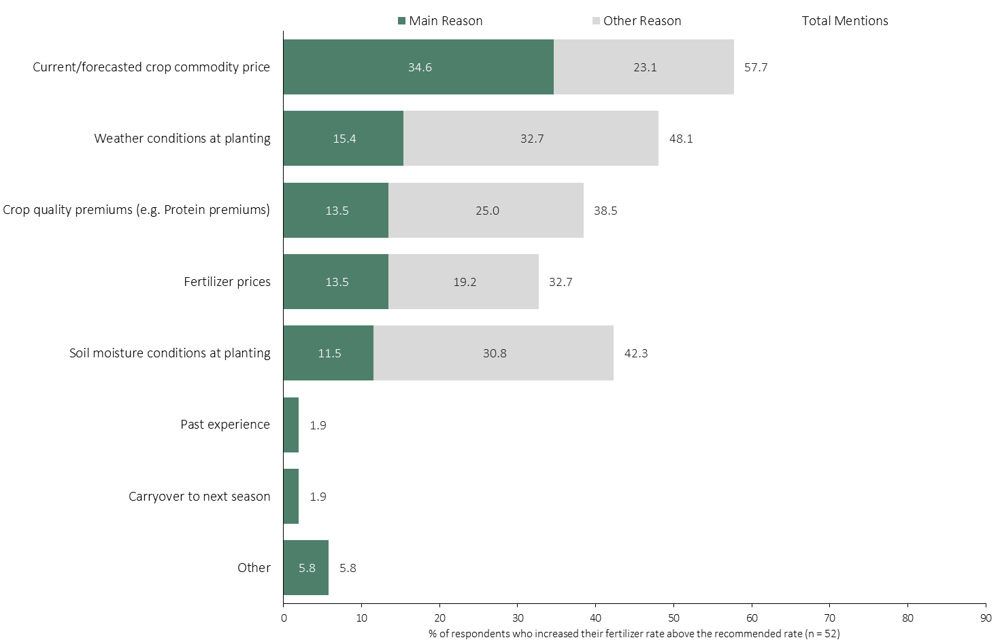 Main Reason Other Reason Total Mentions
Current/forecasted crop commodity price 34.6 23.1 57.7
Weather conditions at planting 15.4 32.7 48.1
Crop quality premiums (e.g. Protein premiums) 13.5 25.0 38.5
Fertilizer prices 13.5 19.2 32.7
Soil moisture conditions at planting 11.5 30.8 42.3
Past experience 1.9
Carryover to next season 1.9
Other 5.8 5.8
0 10 20 30 40 50 60 70 80 90
% of respondents who increased their fertilizer rate above the recommended rate (n = 52)